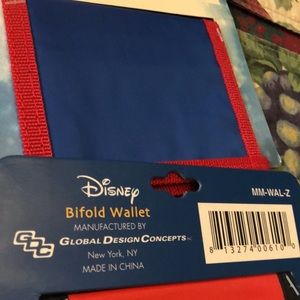 Disney
Bifold Wallet
MANUFACTURED BY
GDC GLOBAL DESIGN CONCEPTS INC
New York, NY
MADE IN CHINA
MM-WAL-Z
8 13274 00610 0